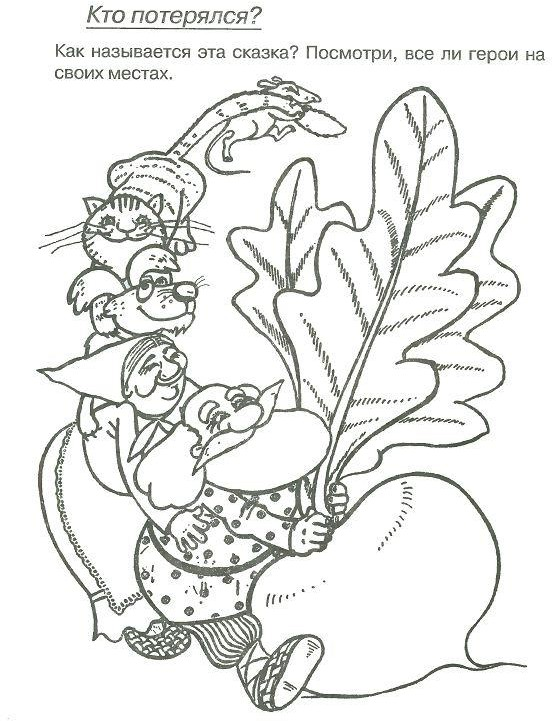 Кто потерялся?
Как называется эта сказка? Посмотри, все ли герои на
своих местах.